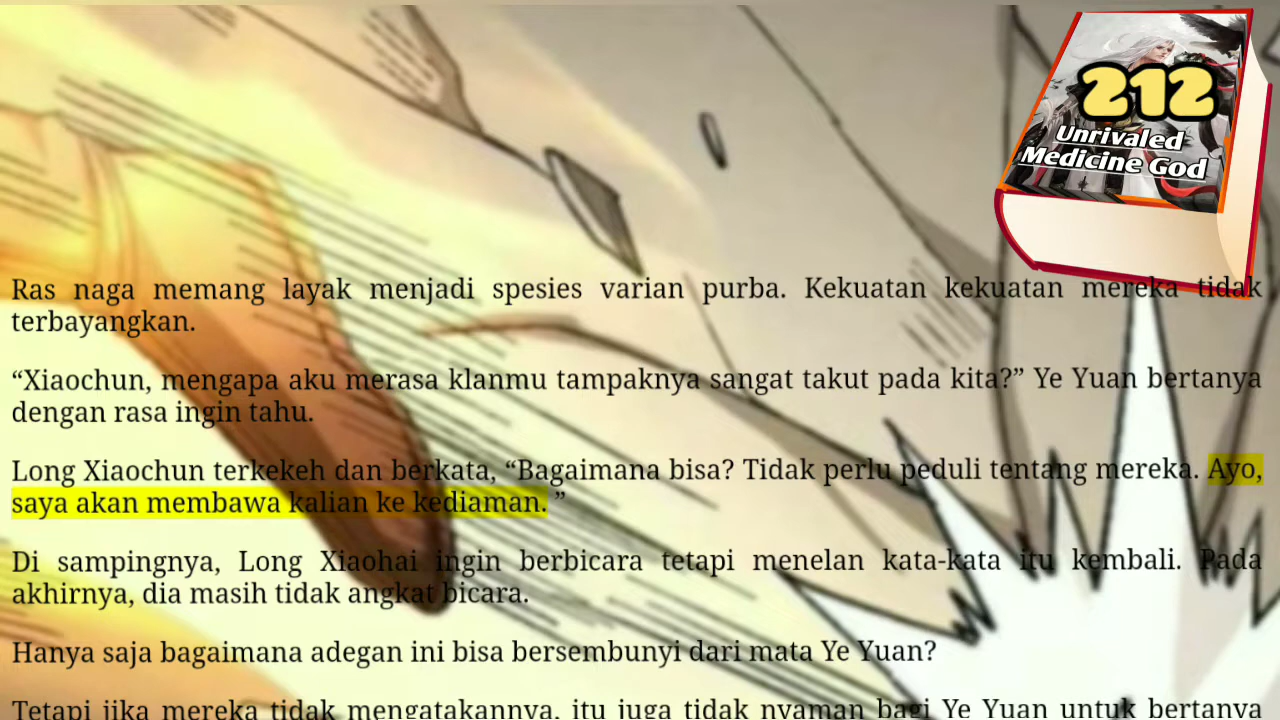 212
Unrivaled
Medicine God
Ras naga memang layak menjadi spesies varian purba. Kekuatan kekuatan mereka tidak
terbayangkan.
“Xiaochun, mengapa aku merasa klanmu tampaknya sangat takut pada kita?” Ye Yuan bertanya
dengan rasa ingin tahu.
Long Xiaochun terkekeh dan berkata, “Bagaimana bisa? Tidak perlu peduli tentang mereka. Ayo,
saya akan membawa kalian ke kediaman. ”
Di sampingnya, Long Xiaohai ingin berbicara tetapi menelan kata-kata itu kembali. Pada
akhirnya, dia masih tidak angkat bicara.
Hanya saja bagaimana adegan ini bisa bersembunyi dari mata Ye Yuan?
Tetapi jika mereka tidak mengatakannya, itu juga tidak nyaman bagi Ye Yuan untuk bertanya